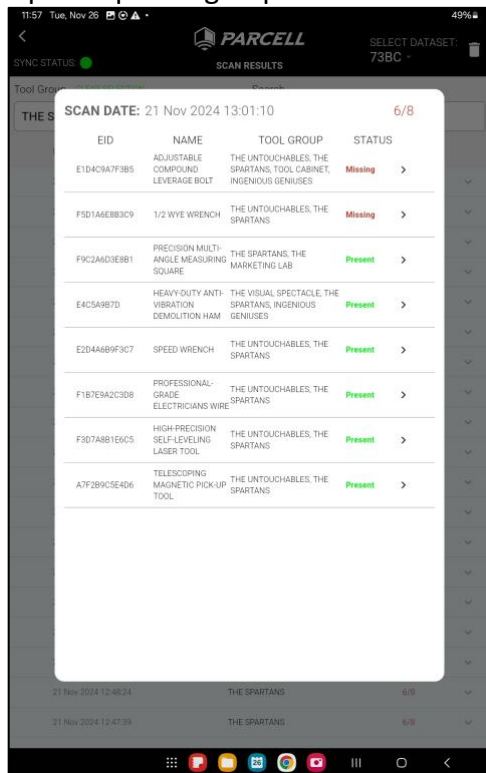 11:57 Tue, Nov 26
49%
PARCELL
SELECT DATASET:
73BC
SYNC STATUS:
SCAN RESULTS
Tool Group
Search
THE S
SCAN DATE: 21 Nov 2024 13:01:10 6/8
EID NAME TOOL GROUP STATUS
ADJUSTABLE THE UNTOUCHABLES, THE
E1D4C9A7F3B5 COMPOUND SPARTANS, TOOL CABINET, Missing
LEVERAGE BOLT INGENIOUS GENIUSES
F5D1A6E8B3C9 1/2 WYE WRENCH THE UNTOUCHABLES, THE Missing
SPARTANS
PRECISION MULTI-
F9C2A6D3E8B1 ANGLE MEASURING THE SPARTANS, THE Present
SQUARE MARKETING LAB
HEAVY-DUTY ANTI- THE VISUAL SPECTACLE, THE
E4C5A9B7D VIBRATION SPARTANS, INGENIOUS Present
DEMOLITION HAM GENIUSES
E2D4A6B9F3C7 SPEED WRENCH THE UNTOUCHABLES, THE Present
SPARTANS
PROFESSIONAL-
F1B7E9A2C3D8 GRADE THE UNTOUCHABLES, THE Present
ELECTRICIANS WIRE SPARTANS
HIGH-PRECISION
F3D7A8B1E6C5 SELF-LEVELING THE UNTOUCHABLES, THE Present
LASER TOOL SPARTANS
TELESCOPING
A7F2B9C5E4D6 MAGNETIC PICK-UP THE UNTOUCHABLES, THE Present
TOOL SPARTANS
21 Nov 2024 12:48:24 THE SPARTANS 6/8
21 Nov 2024 12:47:39 THE SPARTANS 6/8
26